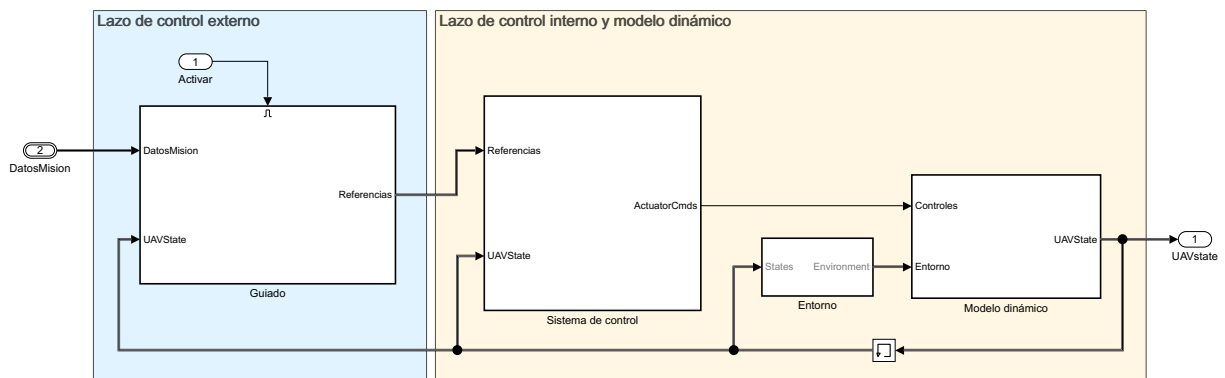 Lazo de control externo
Lazo de control interno y modelo dinámico
1
Activar
2
DatosMision
DatosMision
UAVState
Referencias
Guiado
Referencias
UAVState
ActuatorCmds
Sistema de control
States
Environment
Entorno
Controles
Entorno
UAVState
Modelo dinámico
1
UAVstate